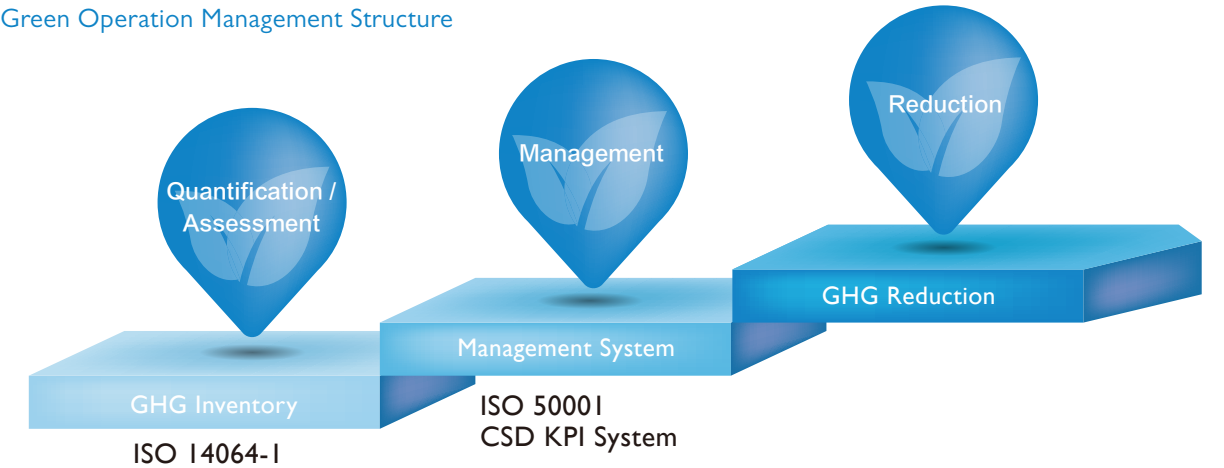 Green Operation Management Structure
Quantification /
Assessment
Management
Reduction
GHG Inventory
Management System
GHG Reduction
ISO 14064-1
ISO 50001
CSD KPI System